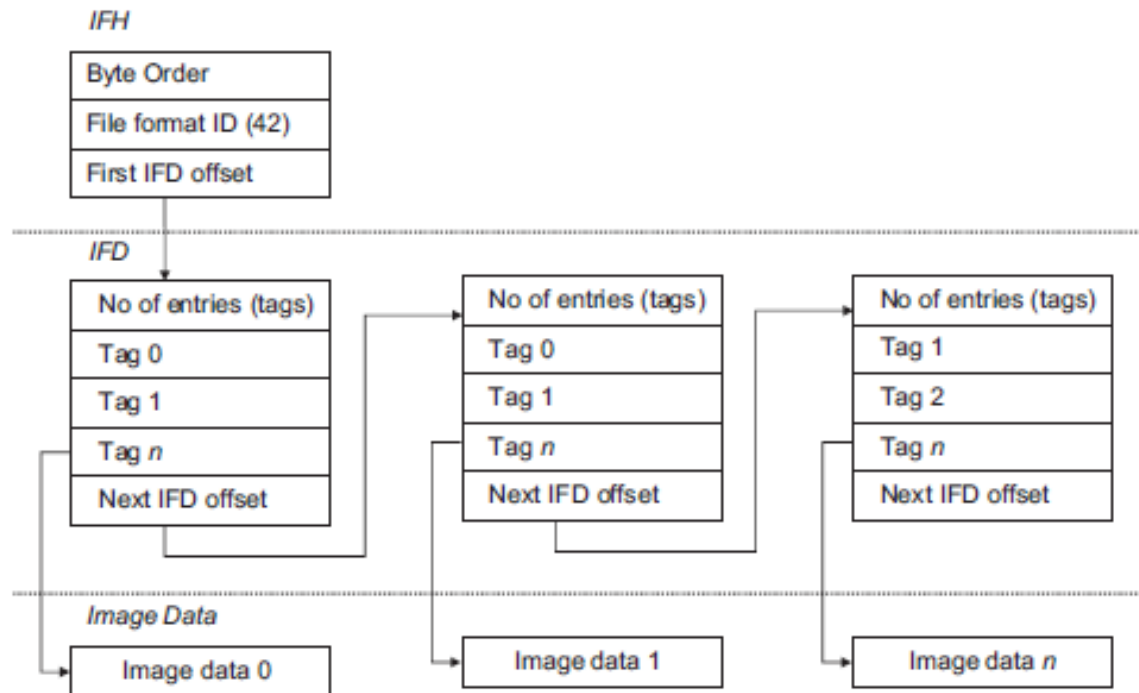 IFH
Byte Order
File format ID (42)
First IFD offset
IFD
No of entries (tags)
Tag 0
Tag 1
Tag n
Next IFD offset
No of entries (tags)
Tag 0
Tag 1
Tag n
Next IFD offset
No of entries (tags)
Tag 1
Tag 2
Tag n
Next IFD offset
Image Data
Image data 0
Image data 1
Image data n